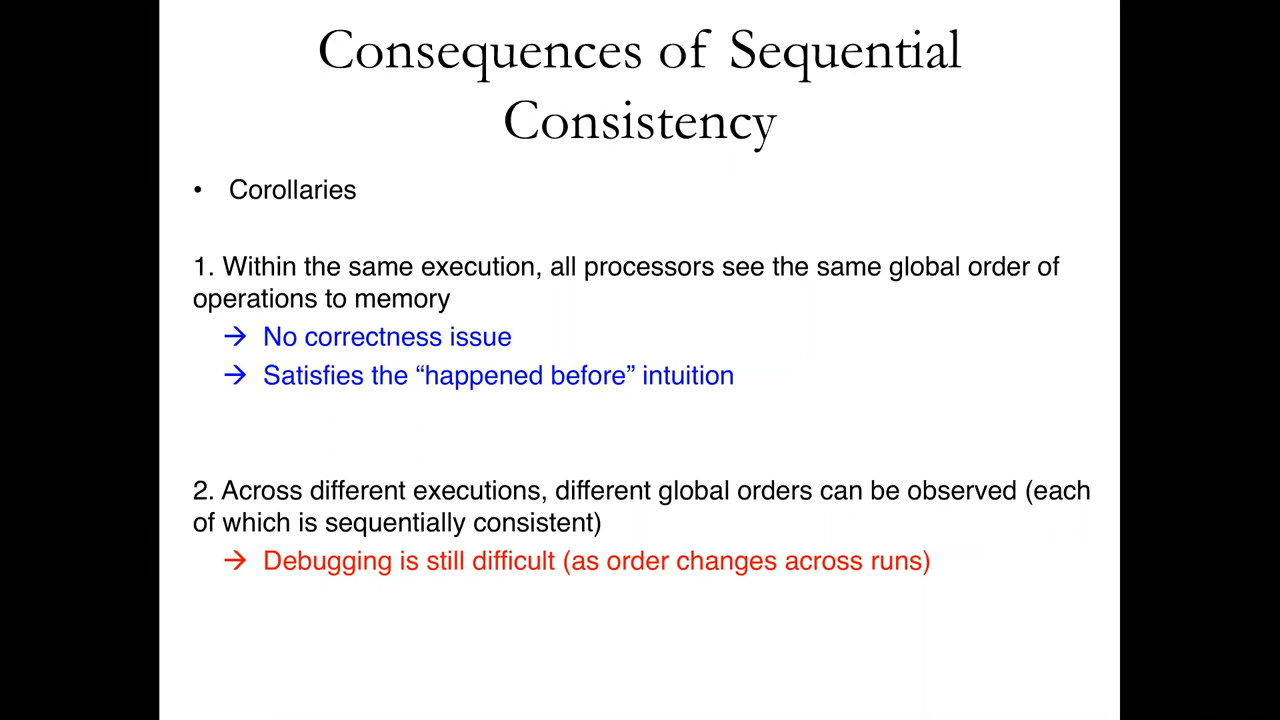 Consequences of Sequential
Consistency
• Corollaries
1. Within the same execution, all processors see the same global order of
operations to memory
→ No correctness issue
→ Satisfies the “happened before” intuition
2. Across different executions, different global orders can be observed (each
of which is sequentially consistent)
→ Debugging is still difficult (as order changes across runs)